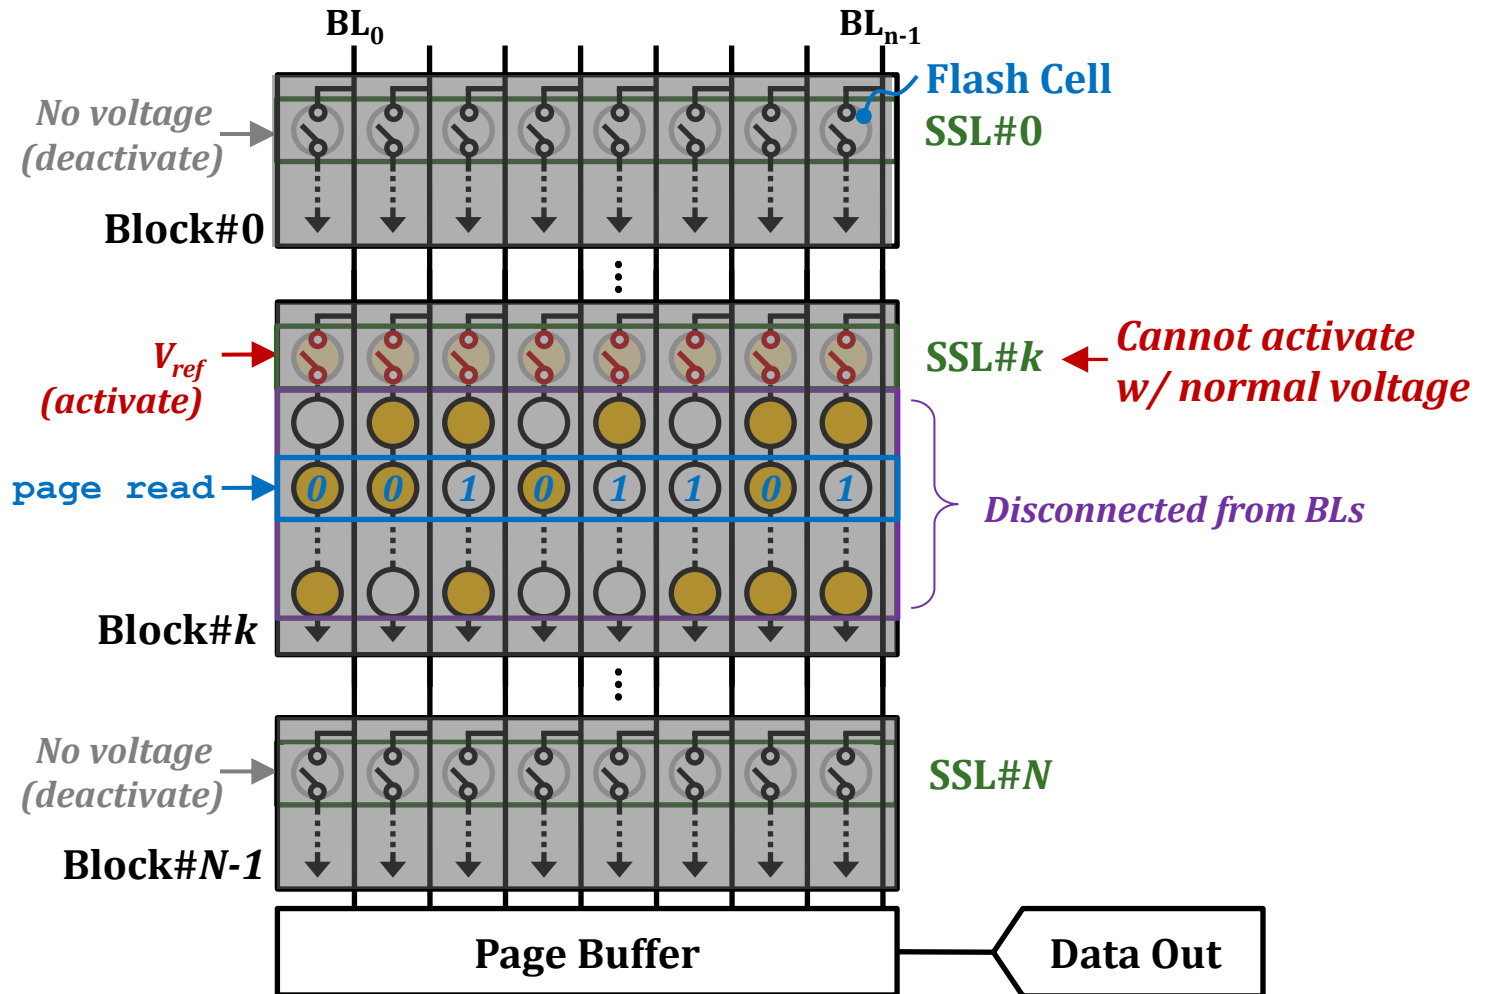 BL0
BLn-1
Flash Cell
No voltage
(deactivate)
SSL#0
Block#0
Vref
(activate)
SSL#k
Cannot activate
w/ normal voltage
page read
0 0 1 0 1 1 0 1
Disconnected from BLs
Block#k
No voltage
(deactivate)
SSL#N
Block#N-1
Page Buffer
Data Out